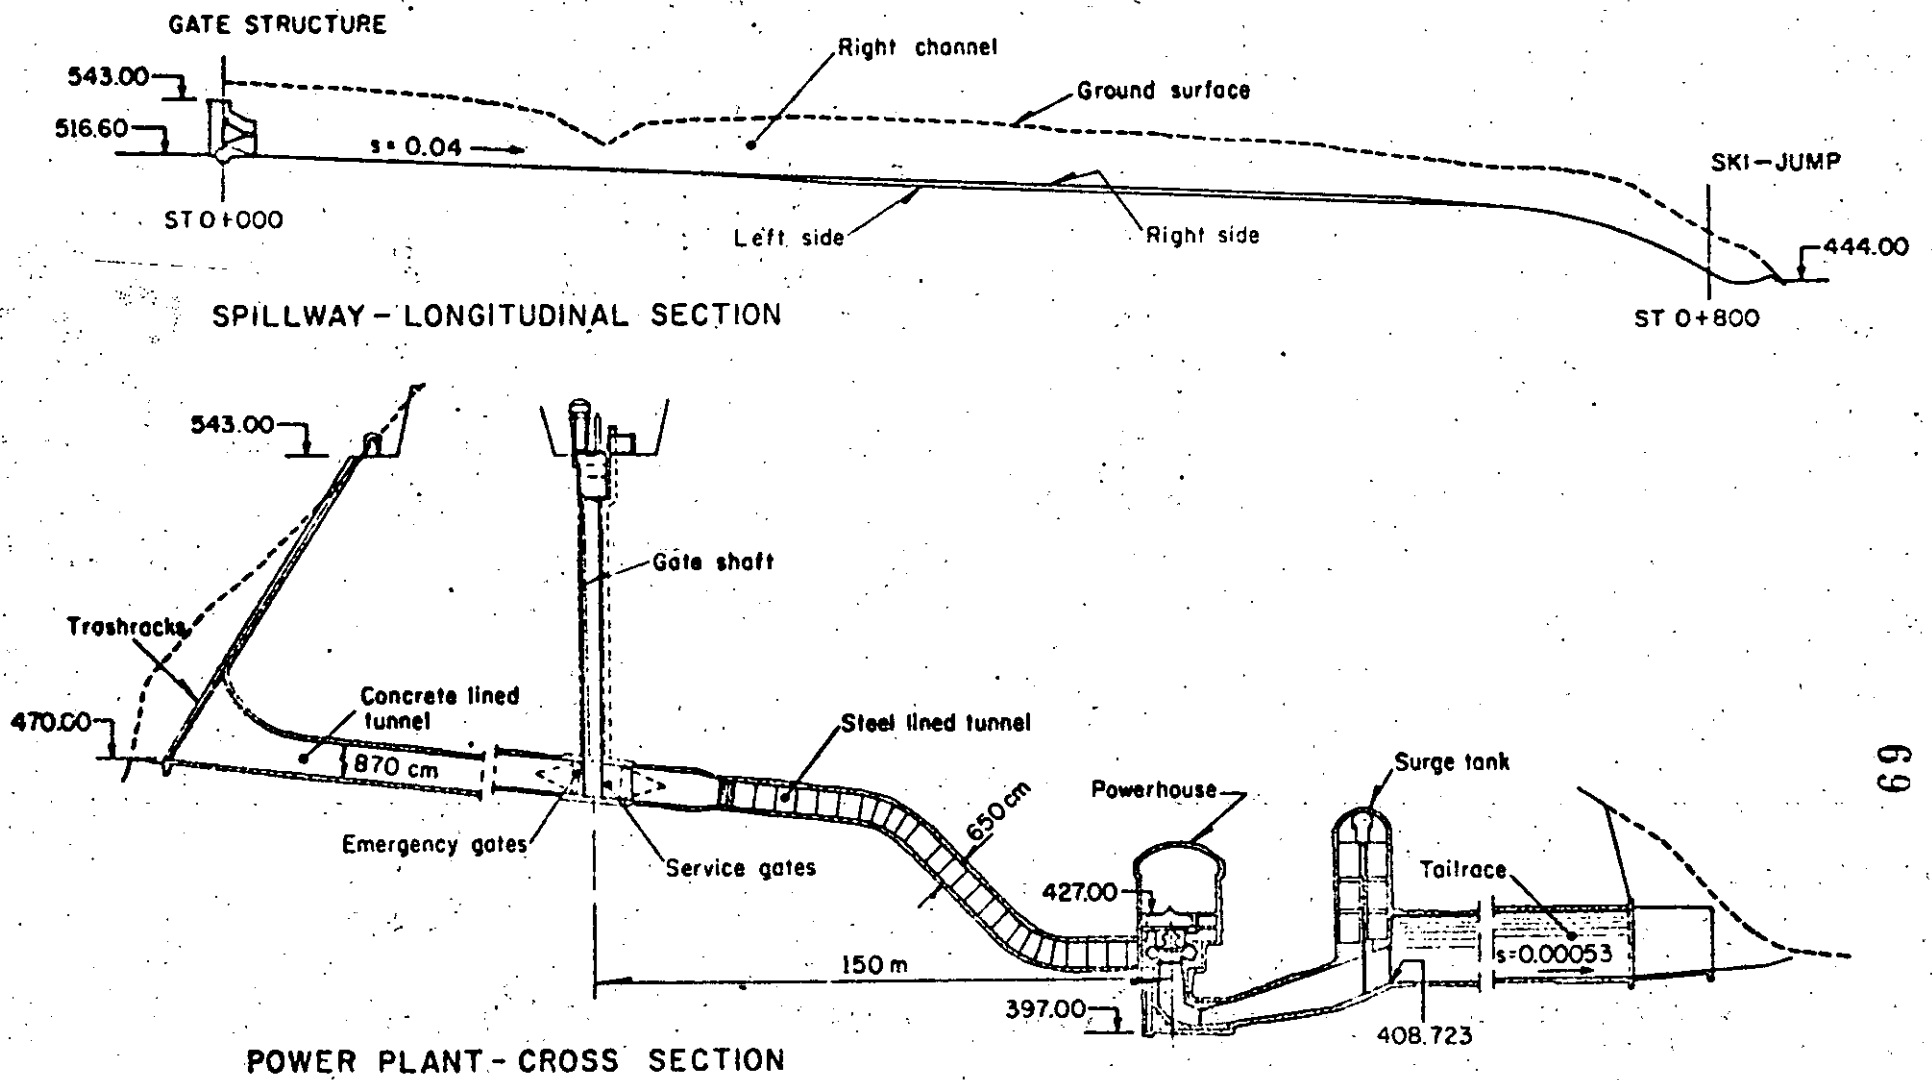 GATE STRUCTURE
543.00
516.60
s = 0.04
Right channel
Ground surface
SKI-JUMP
ST 0+000
Left side
Right side
444.00
ST 0+800
SPILLWAY - LONGITUDINAL SECTION
543.00
Gate shaft
Trashracks
Concrete lined
tunnel
470.00
870 cm
Steel lined tunnel
Surge tank
Powerhouse
650 cm
Emergency gates
Service gates
427.00
Tailrace
s=0.00053
150 m
397.00
408.723
POWER PLANT - CROSS SECTION
69